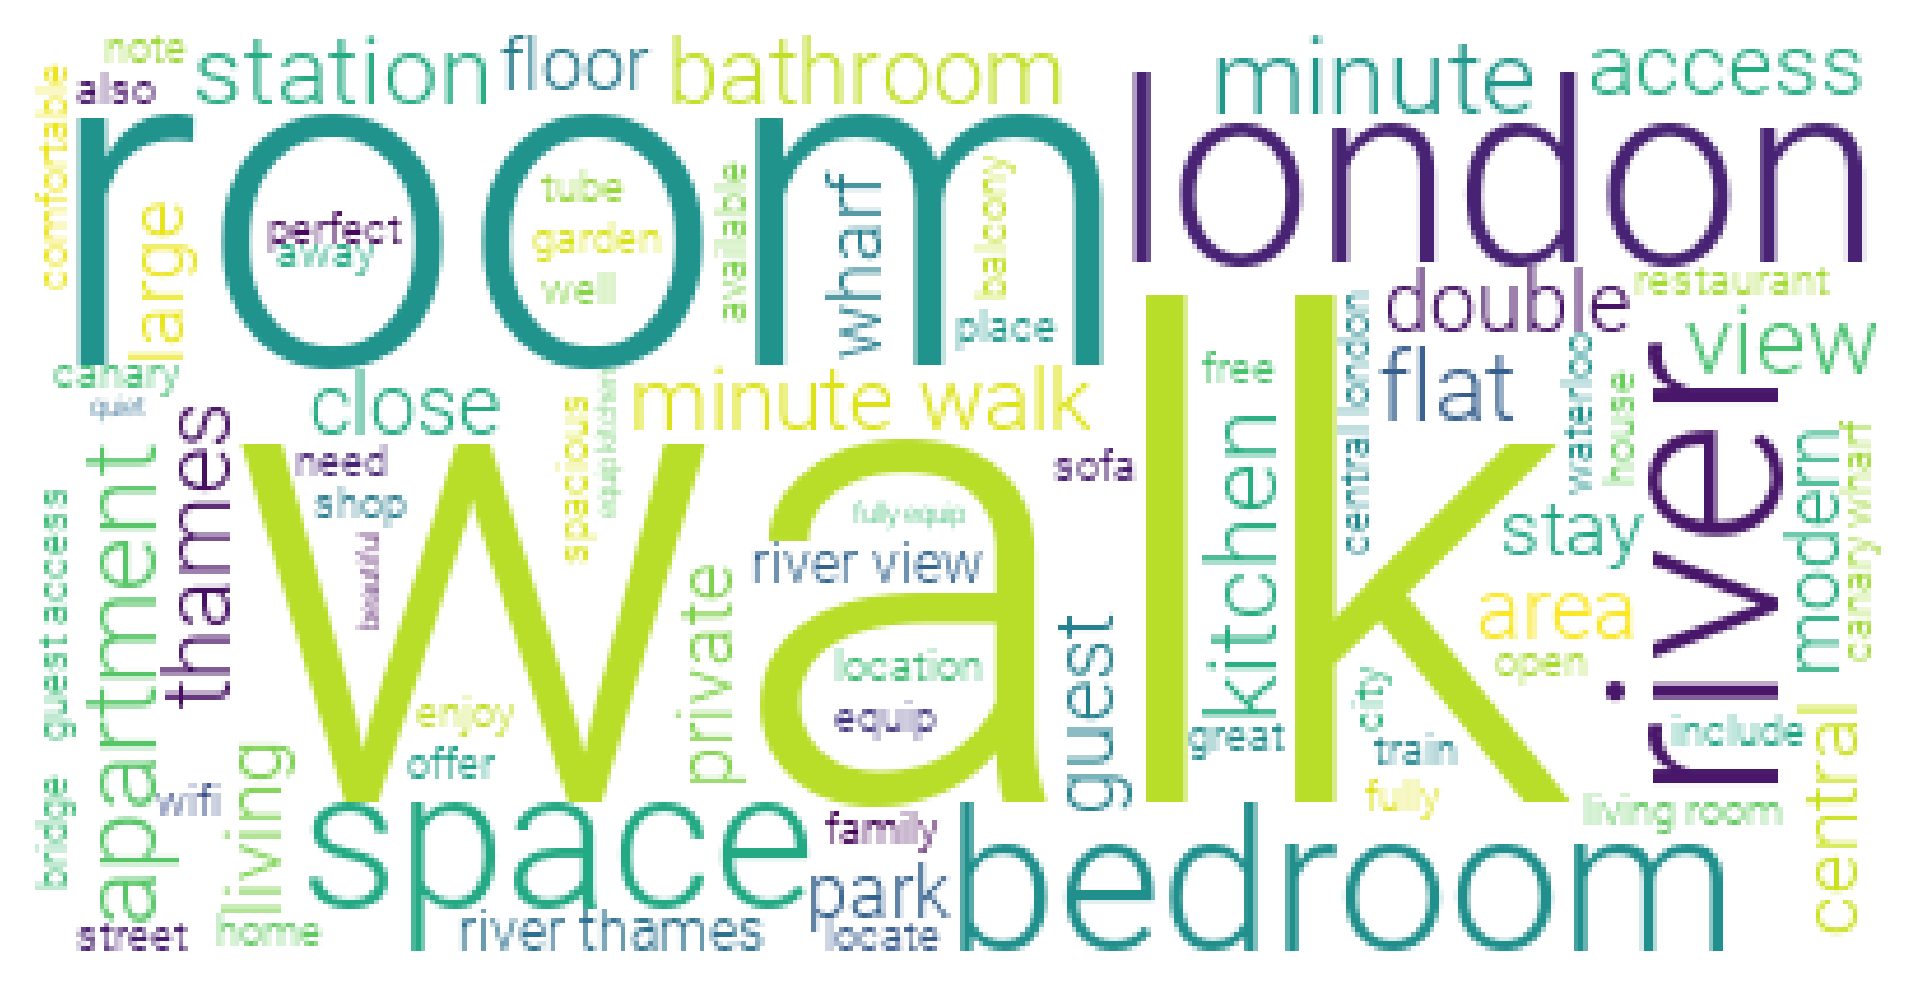 note
station
floor
bathroom
minute
access
also
comfortable
room
london
large
perfect
away
tube
garden
well
available
wharf
balcony
place
double
restaurant
canary
quiet
close
minute walk
free
central london
flat
waterloo
house
view
river
thames
apartment
guest access
need
shop
beautiful
walk
spacious
equip kitchen
fully equip
river view
private
sofa
kitchen
stay
modern
canary wharf
area
open
location
equip
guest
enjoy
offer
great
city
train
fully
include
central
living room
bridge
wifi
living
space
family
bedroom
park
street
home
river thames
locate